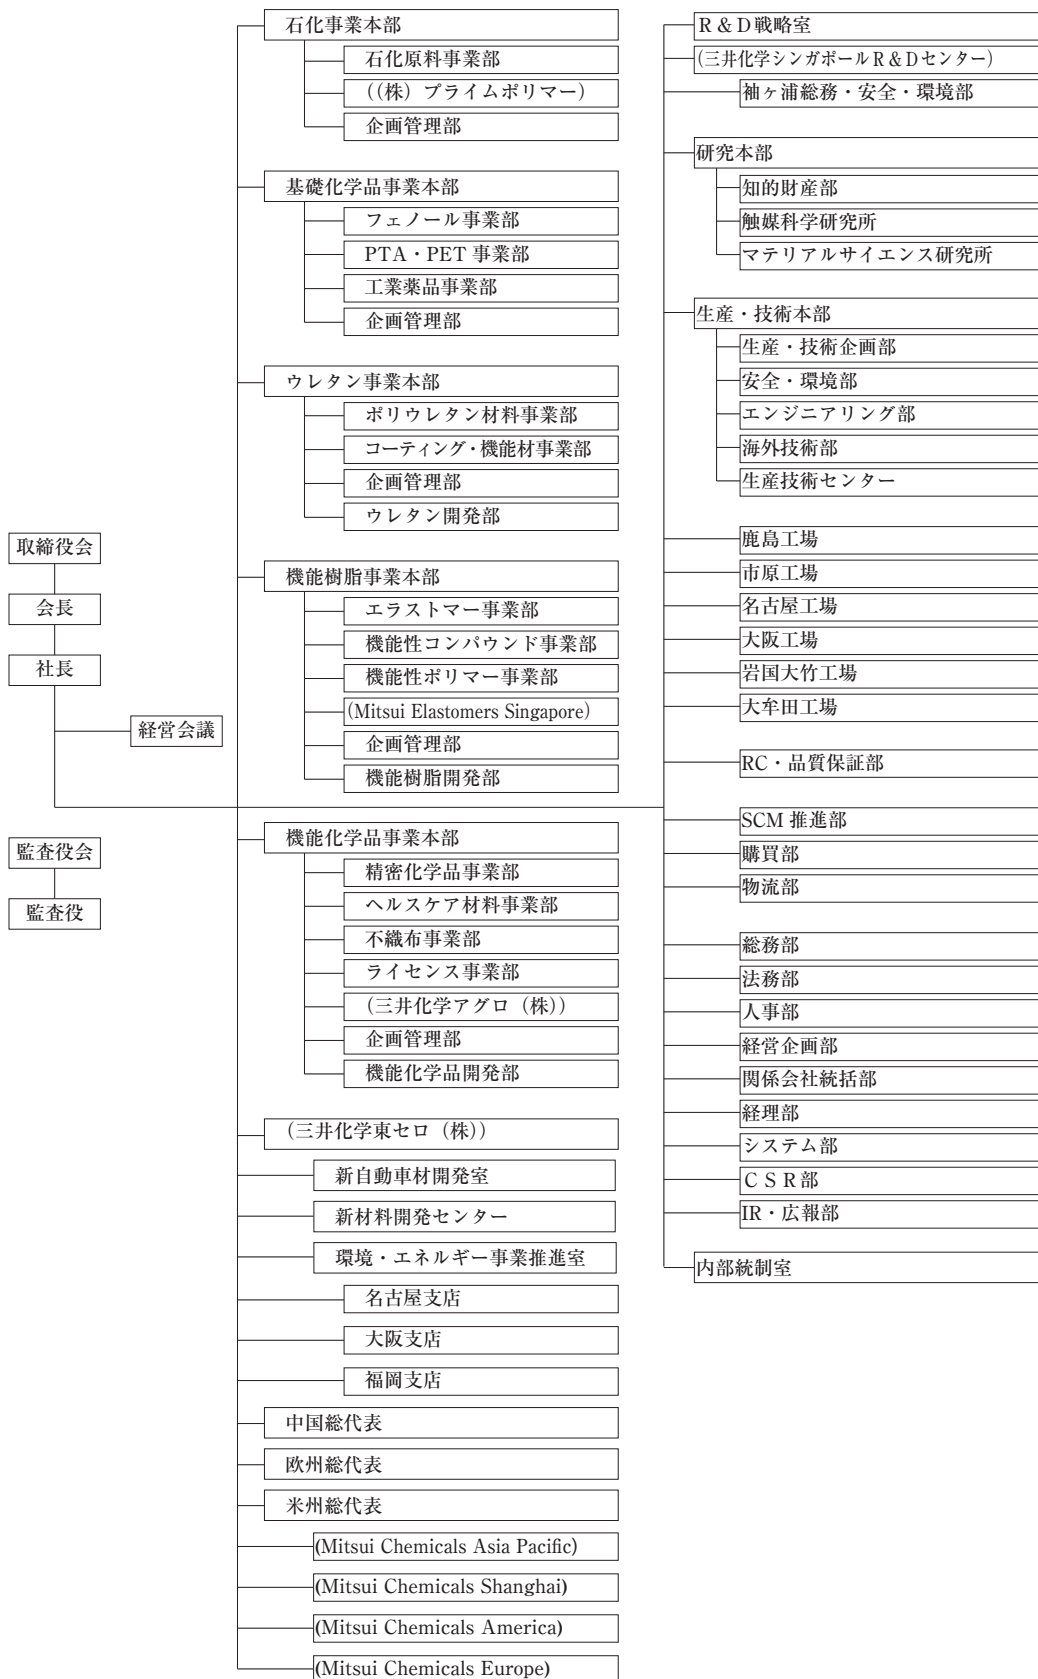 取締役会
会長
社長
経営会議
監査役会
監査役
石化事業本部
石化原料事業部
((株)プライムポリマー)
企画管理部
基礎化学品事業本部
フェノール事業部
PTA・PET 事業部
工業薬品事業部
企画管理部
ウレタン事業本部
ポリウレタン材料事業部
コーティング・機能材事業部
企画管理部
ウレタン開発部
機能樹脂事業本部
エラストマー事業部
機能性コンパウンド事業部
機能性ポリマー事業部
(Mitsui Elastomers Singapore)
企画管理部
機能樹脂開発部
機能化学品事業本部
精密化学品事業部
ヘルスケア材料事業部
不織布事業部
ライセンス事業部
(三井化学アグロ(株))
企画管理部
機能化学品開発部
(三井化学東セロ(株))
新自動車材開発室
新材料開発センター
環境・エネルギー事業推進室
名古屋支店
大阪支店
福岡支店
中国総代表
欧州総代表
米州総代表
(Mitsui Chemicals Asia Pacific)
(Mitsui Chemicals Shanghai)
(Mitsui Chemicals America)
(Mitsui Chemicals Europe)
R&D戦略室
(三井化学シンガポールR&Dセンター)
袖ヶ浦総務・安全・環境部
研究本部
知的財産部
触媒科学研究所
マテリアルサイエンス研究所
生産・技術本部
生産・技術企画部
安全・環境部
エンジニアリング部
海外技術部
生産技術センター
鹿島工場
市原工場
名古屋工場
大阪工場
岩国大竹工場
大牟田工場
RC・品質保証部
SCM 推進部
購買部
物流部
総務部
法務部
人事部
経営企画部
関係会社統括部
経理部
システム部
CSR部
IR・広報部
内部統制室